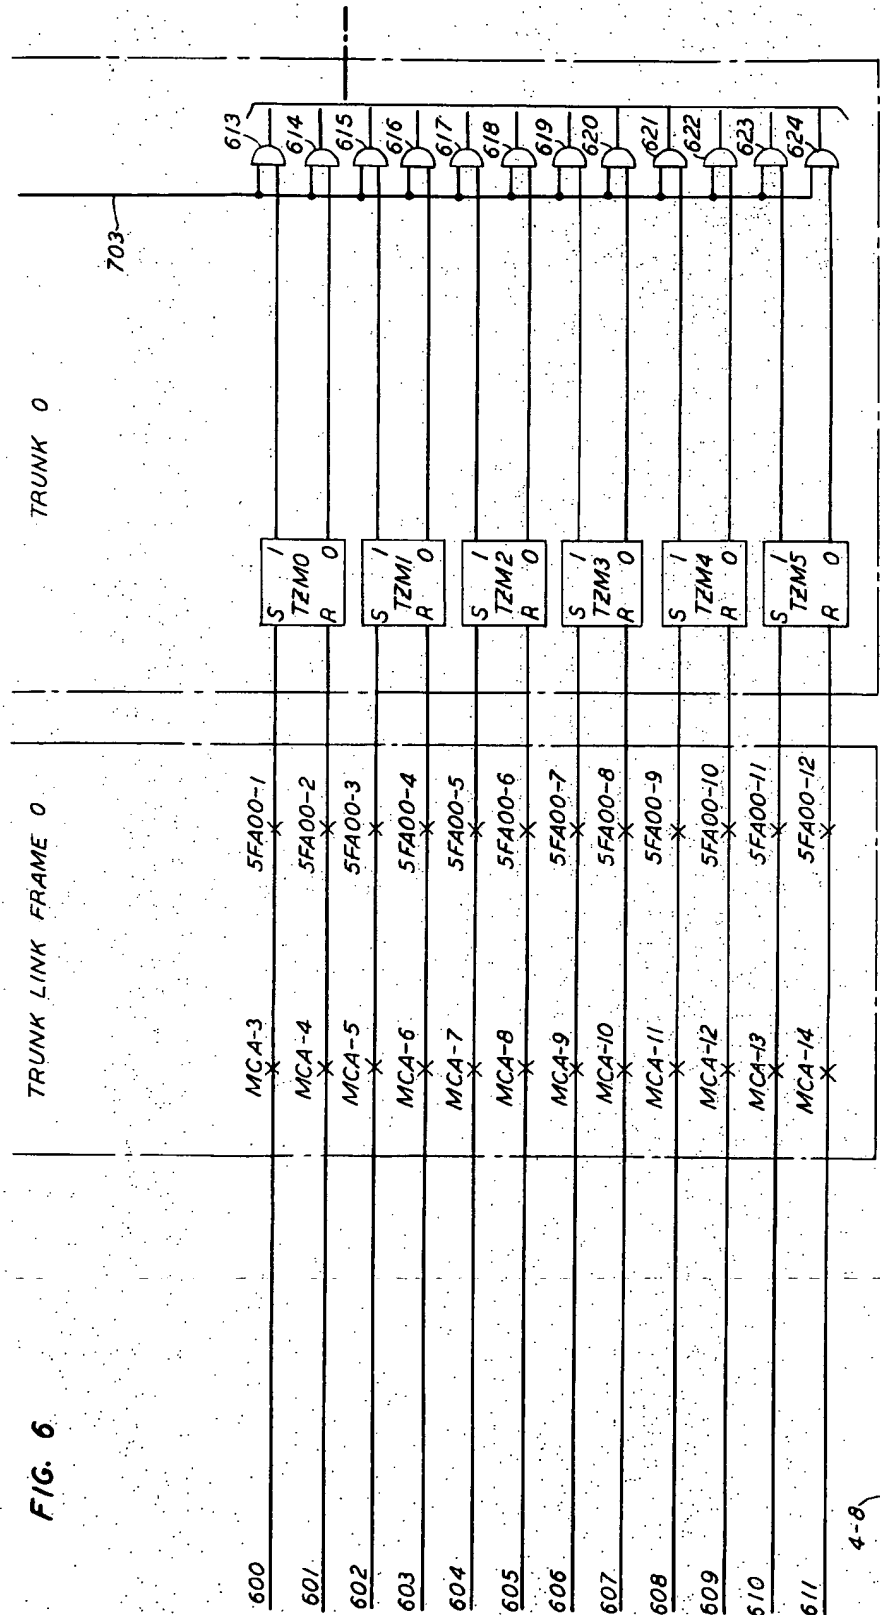 FIG. 6
TRUNK LINK FRAME 0
TRUNK 0
703
613
614
615
616
617
618
619
620
621
622
623
624
600
MCA-3
5FA00-1
S
1
TZM0
601
MCA-4
5FA00-2
R
0
602
MCA-5
5FA00-3
S
1
TZM1
603
MCA-6
5FA00-4
R
0
604
MCA-7
5FA00-5
S
1
TZM2
605
MCA-8
5FA00-6
R
0
606
MCA-9
5FA00-7
S
1
TZM3
607
MCA-10
5FA00-8
R
0
608
MCA-11
5FA00-9
S
1
TZM4
609
MCA-12
5FA00-10
R
0
610
MCA-13
5FA00-11
S
1
TZM5
611
MCA-14
5FA00-12
R
0
4-8